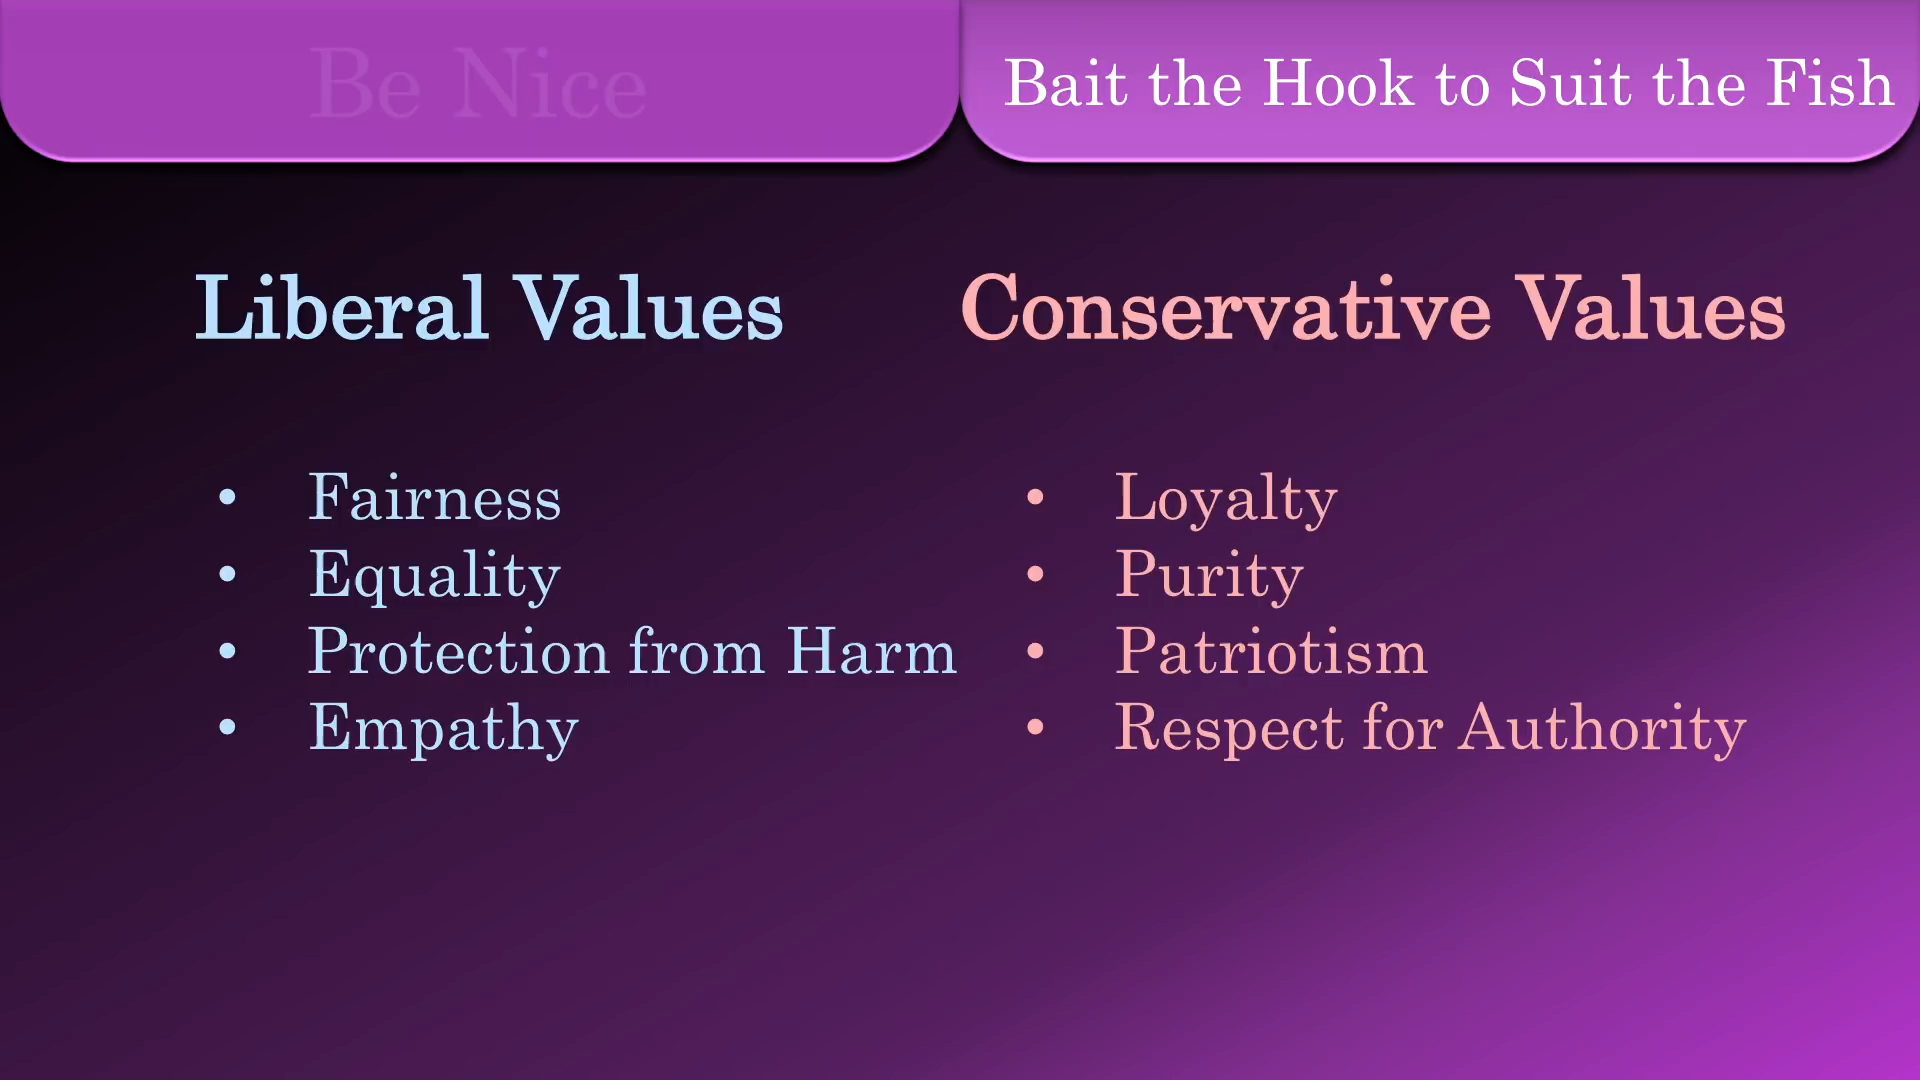 Be Nice
Bait the Hook to Suit the Fish
Liberal Values
• Fairness
• Equality
• Protection from Harm
• Empathy
Conservative Values
• Loyalty
• Purity
• Patriotism
• Respect for Authority